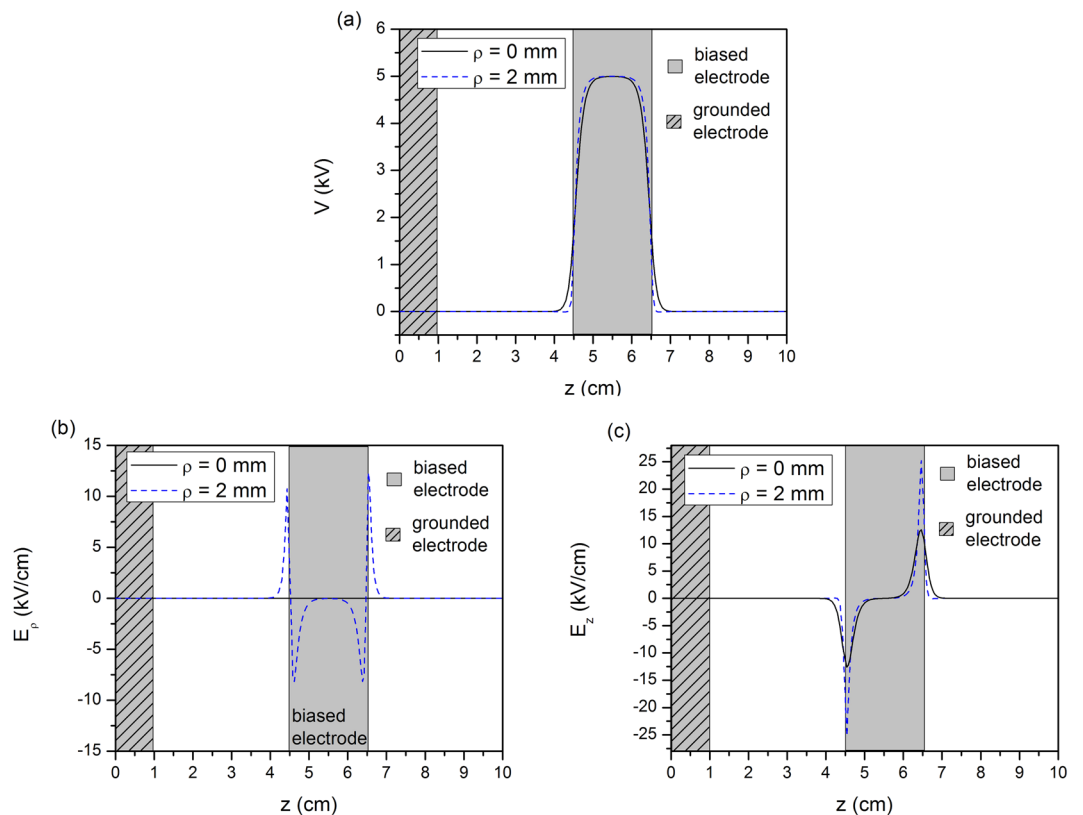 (a)
6
5
4
3
2
1
0
V (kV)
ρ = 0 mm
ρ = 2 mm
biased
electrode
grounded
electrode
0 1 2 3 4 5 6 7 8 9 10
z (cm)
(b)
15
10
5
0
-5
-10
-15
E_ρ (kV/cm)
ρ = 0 mm
ρ = 2 mm
biased
electrode
grounded
electrode
biased
electrode
0 1 2 3 4 5 6 7 8 9 10
z (cm)
(c)
25
20
15
10
5
0
-5
-10
-15
-20
-25
E_z (kV/cm)
ρ = 0 mm
ρ = 2 mm
biased
electrode
grounded
electrode
0 1 2 3 4 5 6 7 8 9 10
z (cm)